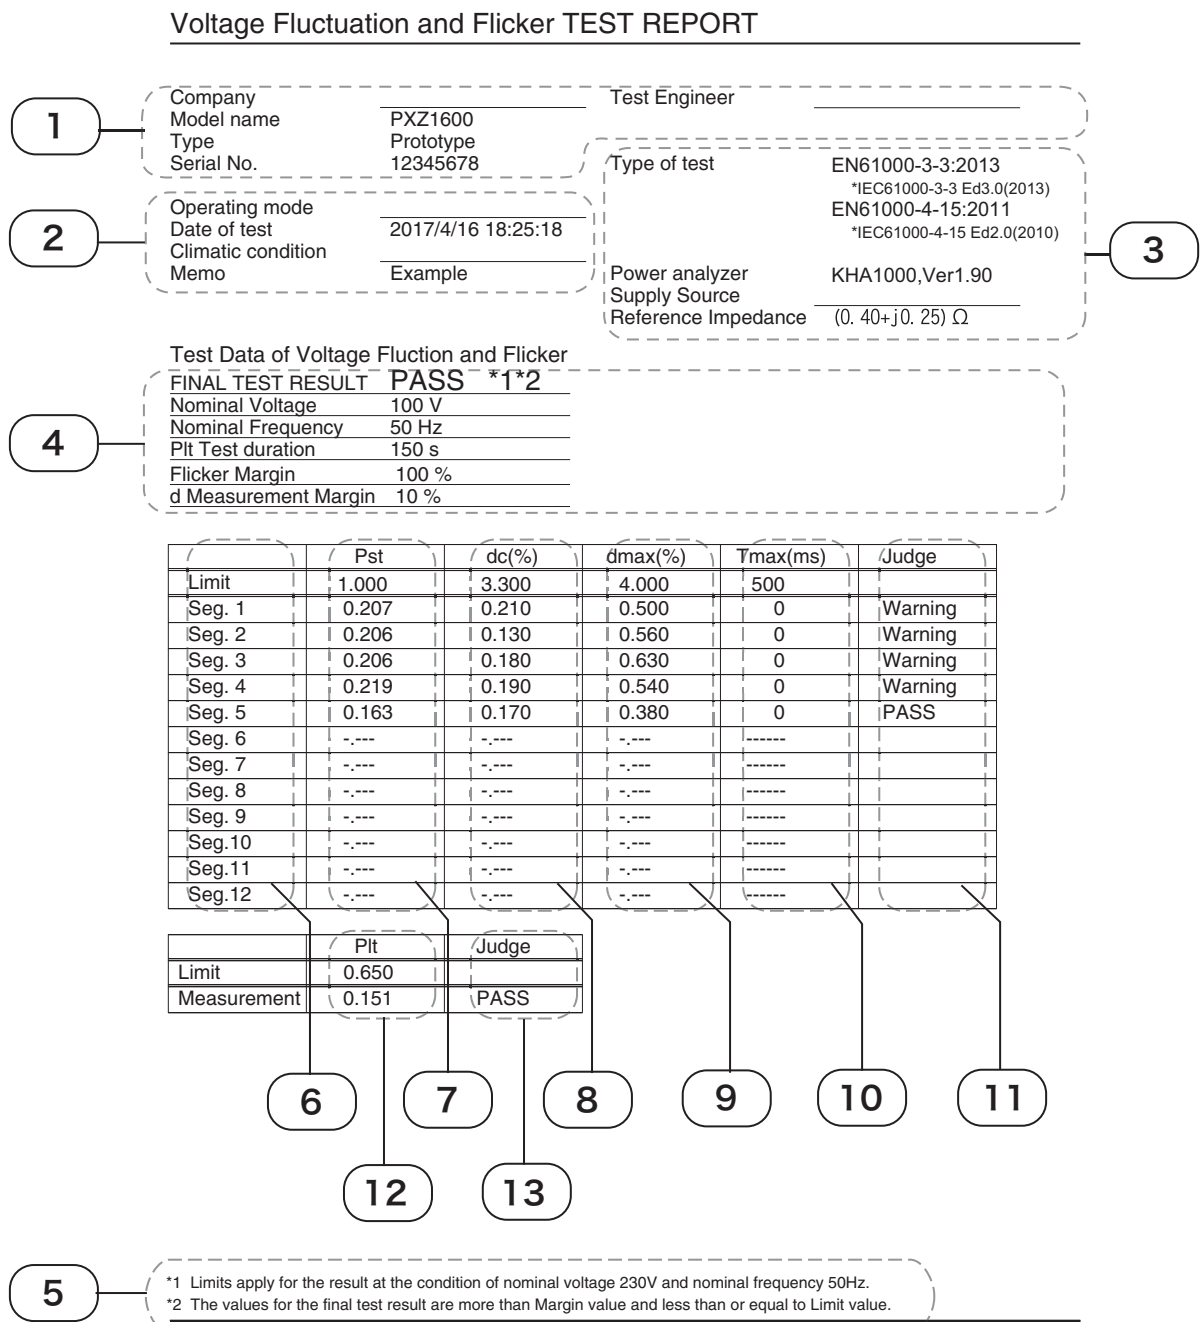 Voltage Fluctuation and Flicker TEST REPORT
1
Company
Test Engineer
Model name PXZ1600
Type Prototype
Serial No. 12345678
2
Operating mode
Date of test 2017/4/16 18:25:18
Climatic condition
Memo Example
3
Type of test EN61000-3-3:2013
*IEC61000-3-3 Ed3.0(2013)
EN61000-4-15:2011
*IEC61000-4-15 Ed2.0(2010)
Power analyzer KHA1000,Ver1.90
Supply Source
Reference Impedance (0. 40+j0. 25) Ω
Test Data of Voltage Fluction and Flicker
4
FINAL TEST RESULT PASS *1*2
Nominal Voltage 100 V
Nominal Frequency 50 Hz
Plt Test duration 150 s
Flicker Margin 100 %
d Measurement Margin 10 %
Pst dc(%) dmax(%) Tmax(ms) Judge
Limit 1.000 3.300 4.000 500
Seg. 1 0.207 0.210 0.500 0 Warning
Seg. 2 0.206 0.130 0.560 0 Warning
Seg. 3 0.206 0.180 0.630 0 Warning
Seg. 4 0.219 0.190 0.540 0 Warning
Seg. 5 0.163 0.170 0.380 0 PASS
Seg. 6 -.--- -.--- -.--- ------
Seg. 7 -.--- -.--- -.--- ------
Seg. 8 -.--- -.--- -.--- ------
Seg. 9 -.--- -.--- -.--- ------
Seg.10 -.--- -.--- -.--- ------
Seg.11 -.--- -.--- -.--- ------
Seg.12 -.--- -.--- -.--- ------
Plt Judge
Limit 0.650
Measurement 0.151 PASS
6 7 8 9 10 11
12 13
5
*1 Limits apply for the result at the condition of nominal voltage 230V and nominal frequency 50Hz.
*2 The values for the final test result are more than Margin value and less than or equal to Limit value.